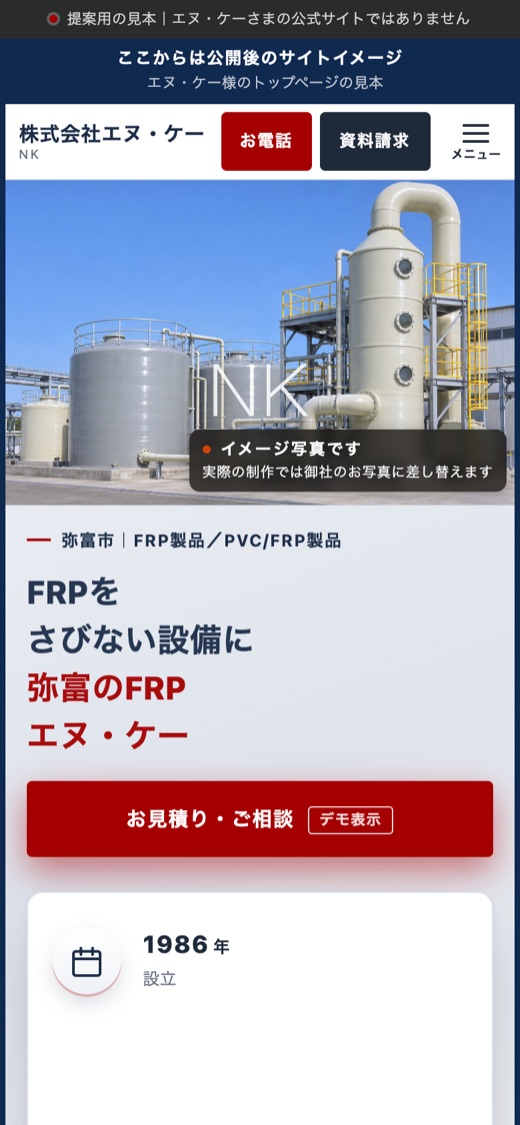 提案用の見本｜エヌ・ケーさまの公式サイトではありません
ここからは公開後のサイトイメージ
エヌ・ケー様のトップページの見本
株式会社エヌ・ケー
NK
お電話
資料請求
メニュー
NK
イメージ写真です
実際の制作では御社のお写真に差し替えます
弥富市｜FRP製品／PVC/FRP製品
FRPを
さびない設備に
弥富のFRP
エヌ・ケー
お見積り・ご相談 デモ表示
1986 年
設立